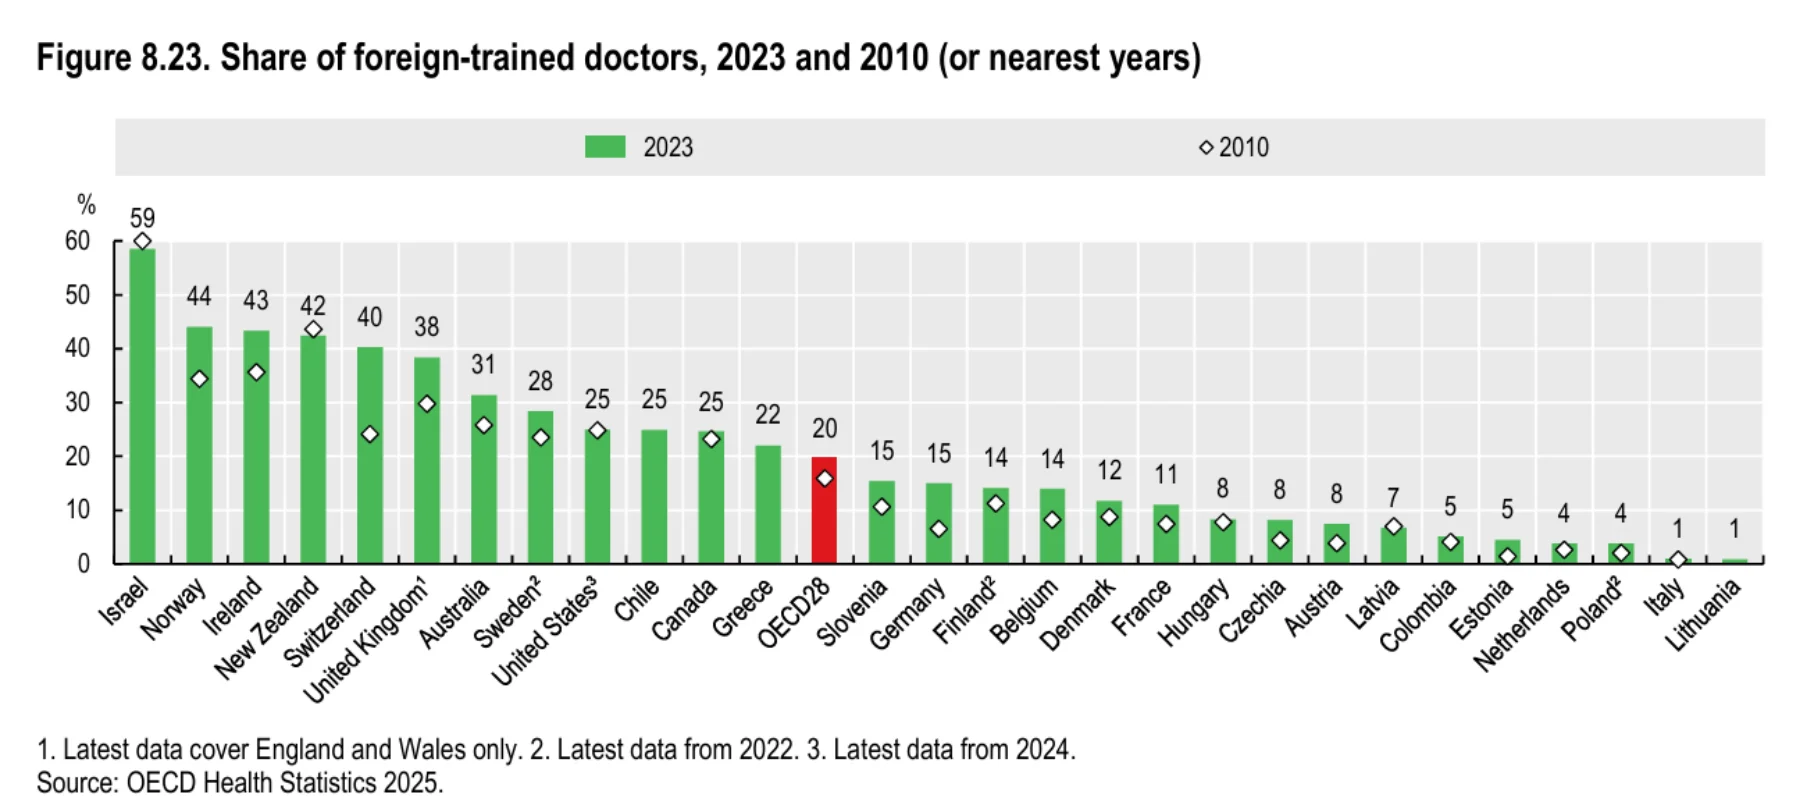 Figure 8.23. Share of foreign-trained doctors, 2023 and 2010 (or nearest years)
2023
2010
%
60
50
40
30
20
10
0
59
44
43
42
40
38
31
28
25
25
25
22
20
15
15
14
14
12
11
8
8
8
7
5
5
4
4
1
1
Israel
Norway
Ireland
New Zealand
Switzerland
United Kingdom¹
Australia
Sweden²
United States³
Chile
Canada
Greece
OECD28
Slovenia
Germany
Finland²
Belgium
Denmark
France
Hungary
Czechia
Austria
Latvia
Colombia
Estonia
Netherlands
Poland²
Italy
Lithuania
1. Latest data cover England and Wales only. 2. Latest data from 2022. 3. Latest data from 2024.
Source: OECD Health Statistics 2025.